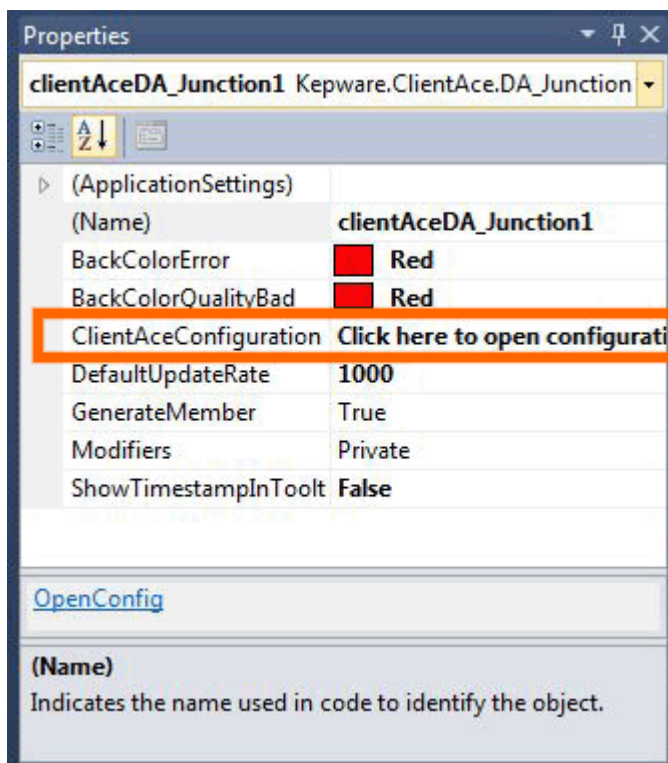 Properties
clientAceDA_Junction1 Kepware.ClientAce.DA_Junction
(ApplicationSettings)
(Name) clientAceDA_Junction1
BackColorError Red
BackColorQualityBad Red
ClientAceConfiguration Click here to open configurati
DefaultUpdateRate 1000
GenerateMember True
Modifiers Private
ShowTimestampInToolt False
OpenConfig
(Name)
Indicates the name used in code to identify the object.